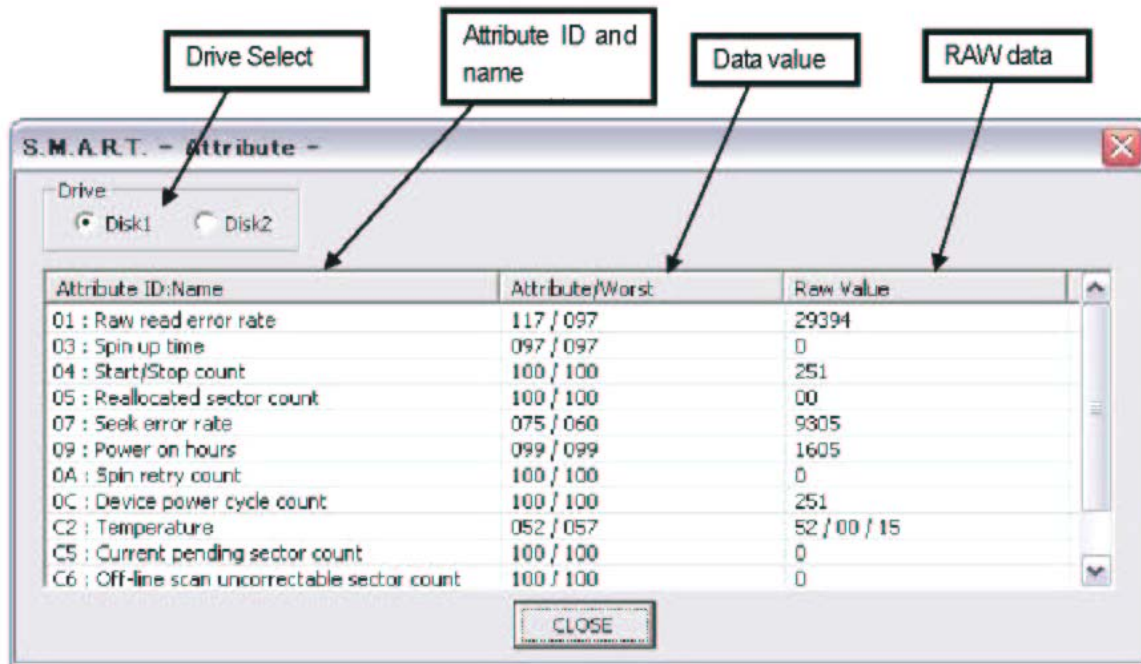 Drive Select
Attribute ID and
name
Data value
RAW data
S.M.A.R.T. - Attribute -
Drive
Disk1 Disk2
Attribute ID:Name Attribute/Worst Raw Value
01 : Raw read error rate 117 / 097 29394
03 : Spin up time 097 / 097 0
04 : Start/Stop count 100 / 100 251
05 : Reallocated sector count 100 / 100 00
07 : Seek error rate 075 / 060 9305
09 : Power on hours 099 / 099 1605
0A : Spin retry count 100 / 100 0
0C : Device power cycle count 100 / 100 251
C2 : Temperature 052 / 057 52 / 00 / 15
C5 : Current pending sector count 100 / 100 0
C6 : Off-line scan uncorrectable sector count 100 / 100 0
CLOSE